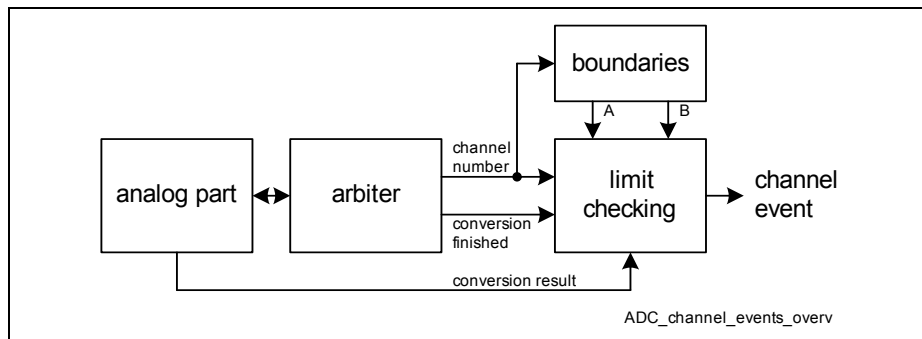 boundaries
A
B
channel
number
analog part
arbiter
limit
checking
channel
event
conversion
finished
conversion result
ADC_channel_events_overv